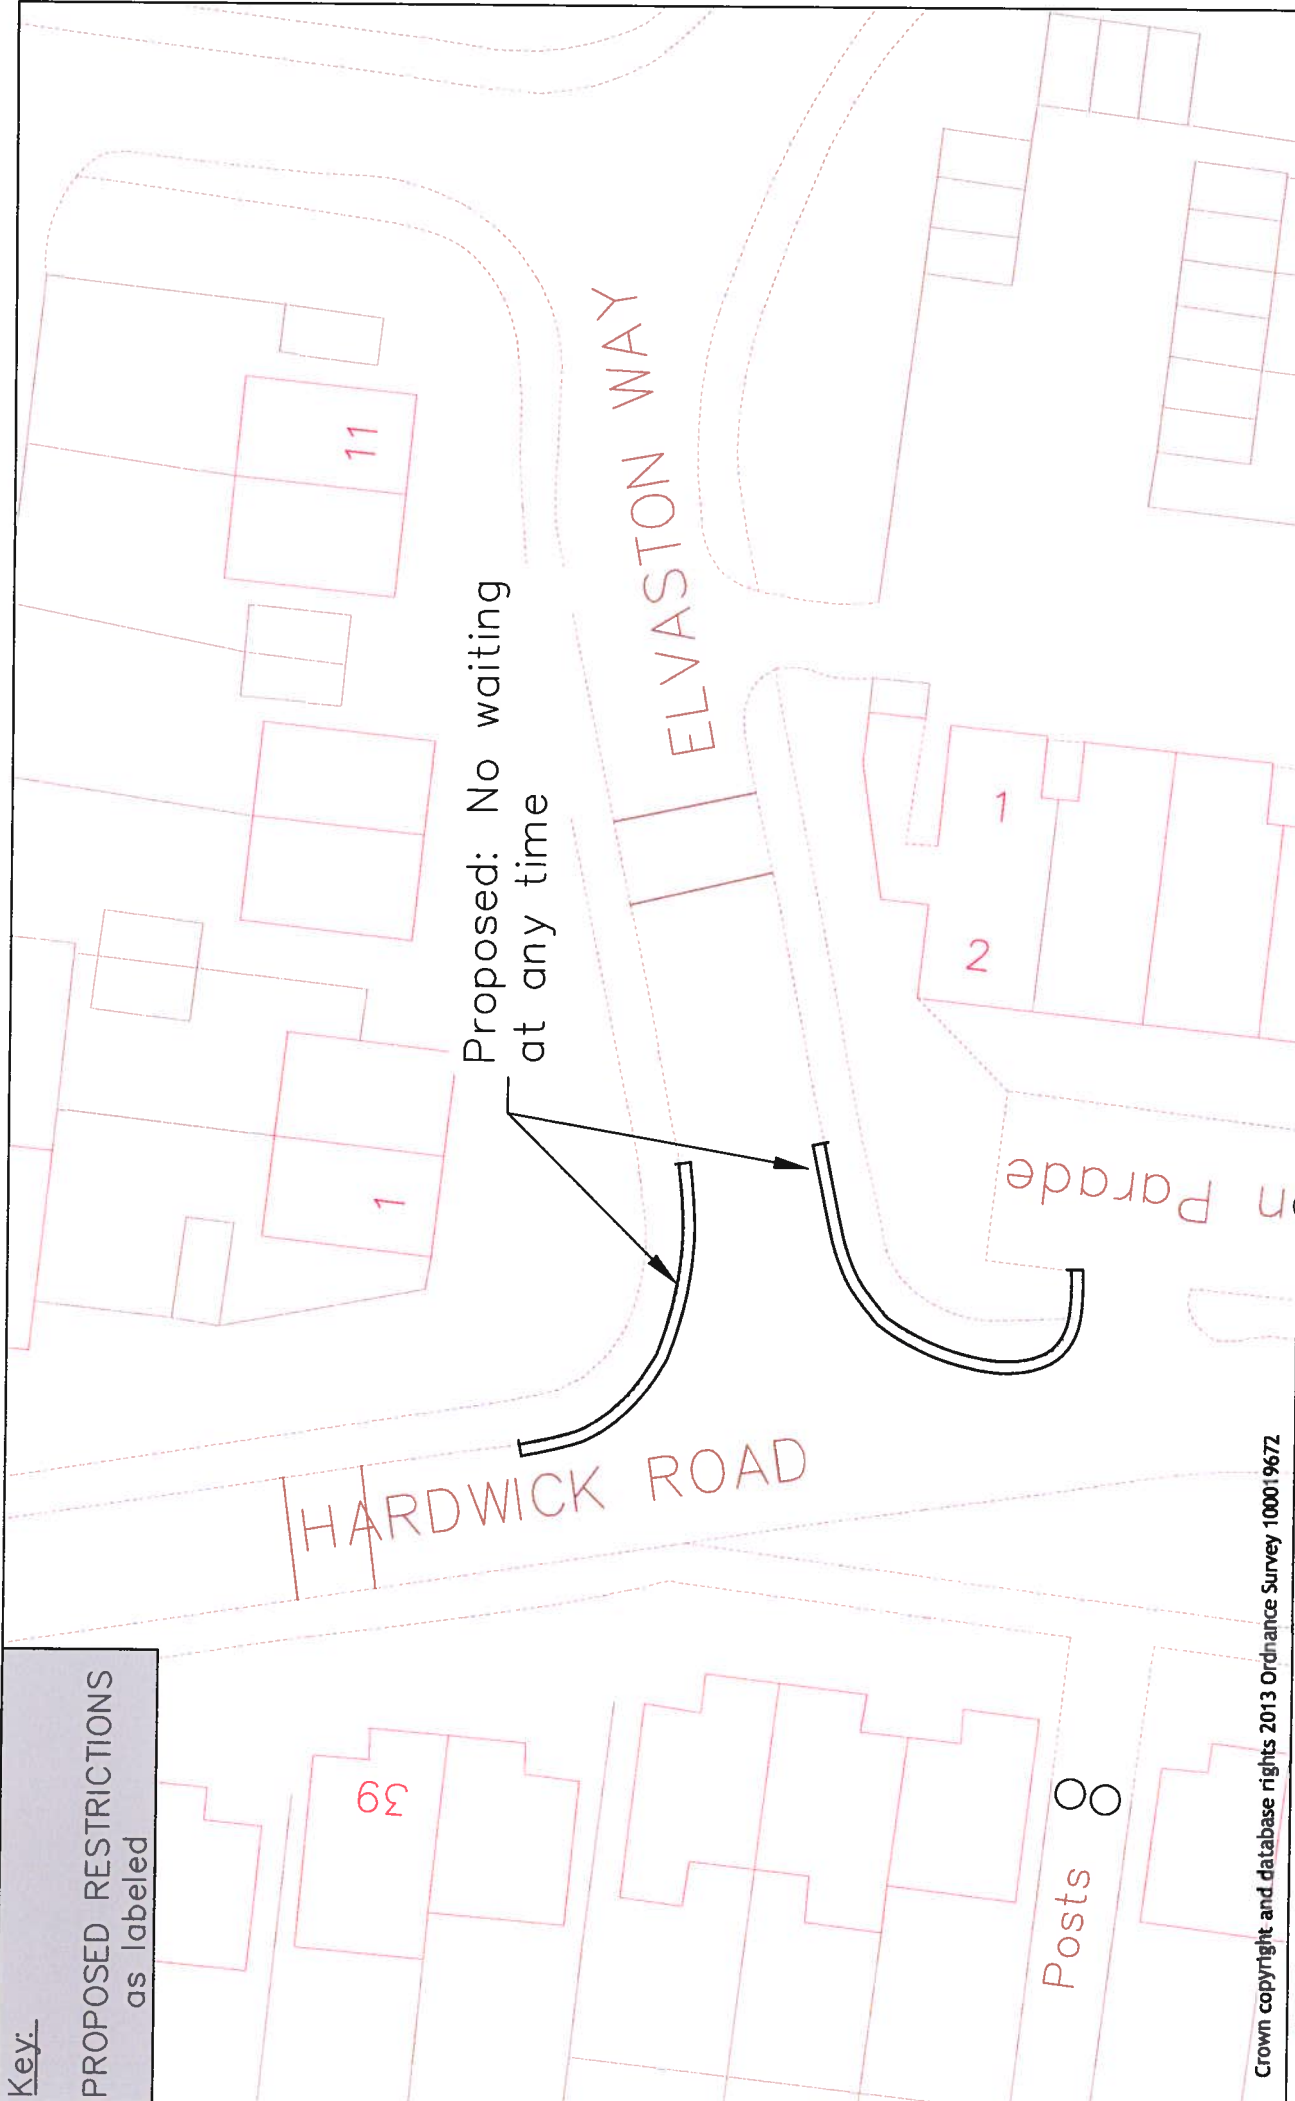 Key:
PROPOSED RESTRICTIONS
as labeled
Proposed: No waiting
at any time
ELVASTON WAY
HARDWICK ROAD
11
1
1
2
39
Parade
Posts
Crown copyright and database rights 2013 Ordnance Survey 100019672